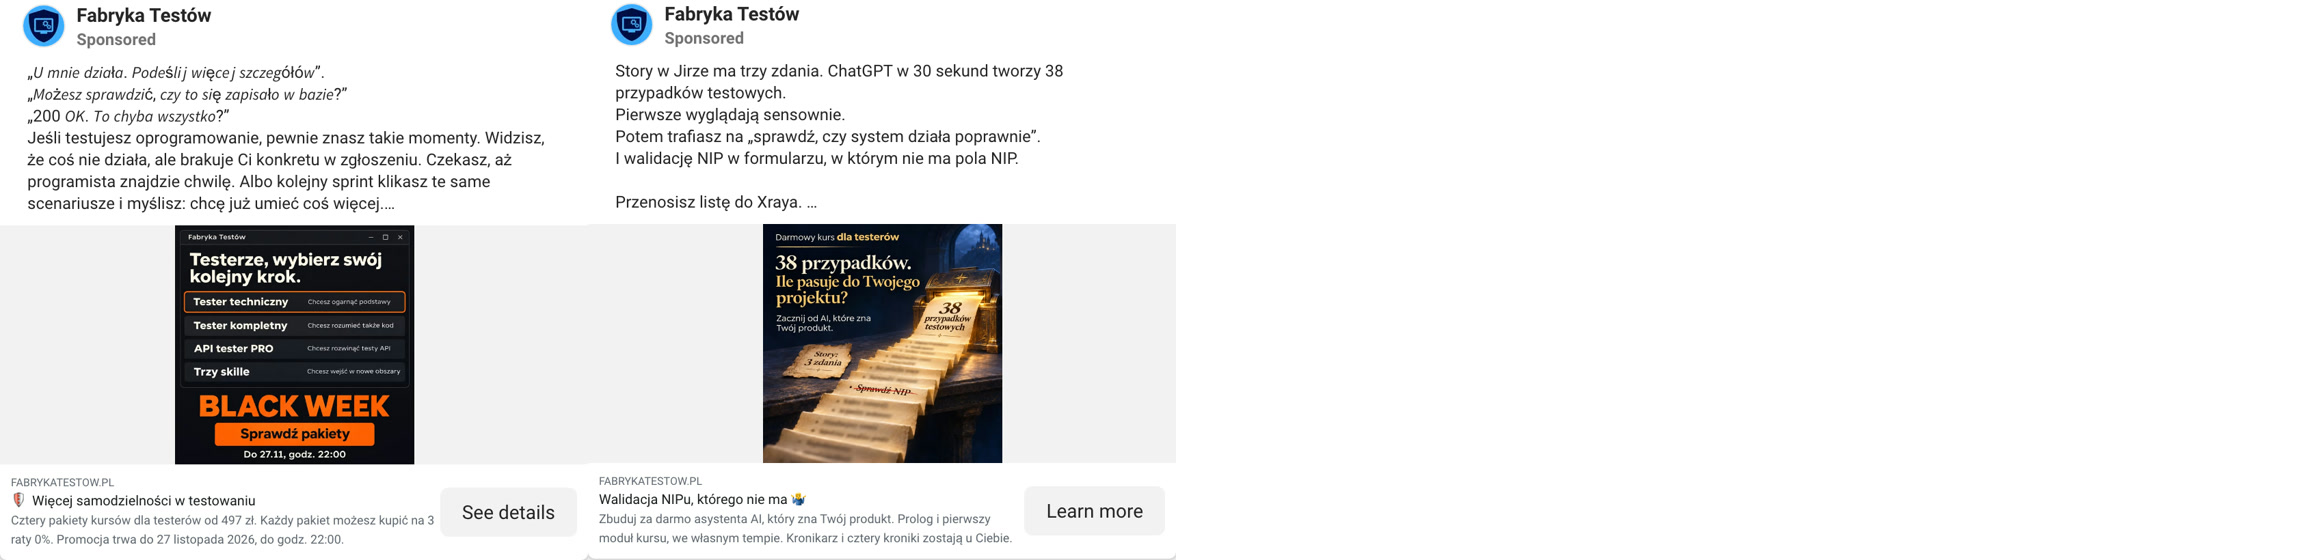 Fabryka Testów
Sponsored
„U mnie działa. Podeślij więcej szczegółów”.
„Możesz sprawdzić, czy to się zapisało w bazie?”
„200 OK. To chyba wszystko?”
Jeśli testujesz oprogramowanie, pewnie znasz takie momenty. Widzisz,
że coś nie działa, ale brakuje Ci konkretu w zgłoszeniu. Czekasz, aż
programista znajdzie chwilę. Albo kolejny sprint klikasz te same
scenariusze i myślisz: chcę już umieć coś więcej....
Fabryka Testów
Testerze, wybierz swój
kolejny krok.
Tester techniczny Chcesz ogarnąć podstawy
Tester kompletny Chcesz rozumieć także kod
API tester PRO Chcesz rozwinąć testy API
Trzy skille Chcesz wejść w nowe obszary
BLACK WEEK
Sprawdź pakiety
Do 27.11, godz. 22:00
FABRYKATESTOW.PL
Więcej samodzielności w testowaniu
Cztery pakiety kursów dla testerów od 497 zł. Każdy pakiet możesz kupić na 3
raty 0%. Promocja trwa do 27 listopada 2026, do godz. 22:00.
See details
Fabryka Testów
Sponsored
Story w Jirze ma trzy zdania. ChatGPT w 30 sekund tworzy 38
przypadków testowych.
Pierwsze wyglądają sensownie.
Potem trafiasz na „sprawdź, czy system działa poprawnie”.
I walidację NIP w formularzu, w którym nie ma pola NIP.
Przenosisz listę do Xraya. ...
Darmowy kurs dla testerów
38 przypadków.
Ile pasuje do Twojego
projektu?
Zacznij od AI, które zna
Twój produkt.
38
przypadków
testowych
Story:
3 zdania
• Sprawdź NIP
FABRYKATESTOW.PL
Walidacja NIPu, którego nie ma 🤷‍♂️
Zbuduj za darmo asystenta AI, który zna Twój produkt. Prolog i pierwszy
moduł kursu, we własnym tempie. Kronikarz i cztery kroniki zostają u Ciebie.
Learn more